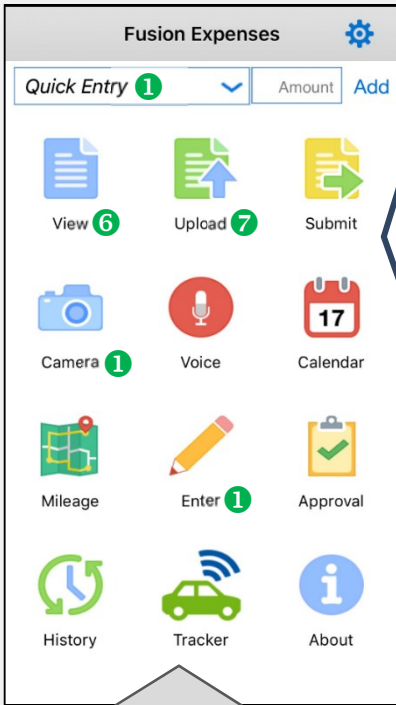 Fusion Expenses
Quick Entry 1 Amount Add
View 6 Upload 7 Submit
17
Camera 1 Voice Calendar
Mileage Enter 1 Approval
History Tracker About